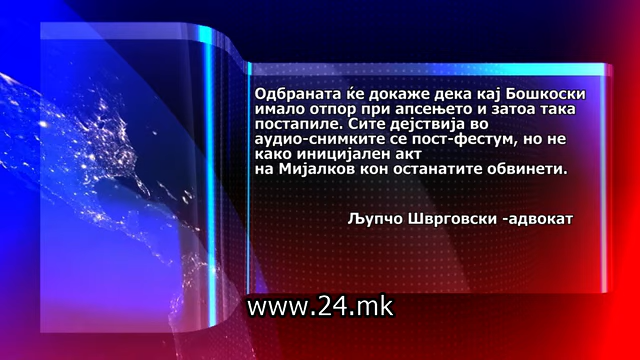 Одбраната ќе докаже дека кај Бошкоски
имало отпор при апсењето и затоа така
постапиле. Сите дејствија во
аудио-снимките се пост-фестум, но не
како иницијален акт
на Мијалков кон останатите обвинети.
Љупчо Шврговски -адвокат
www.24.mk